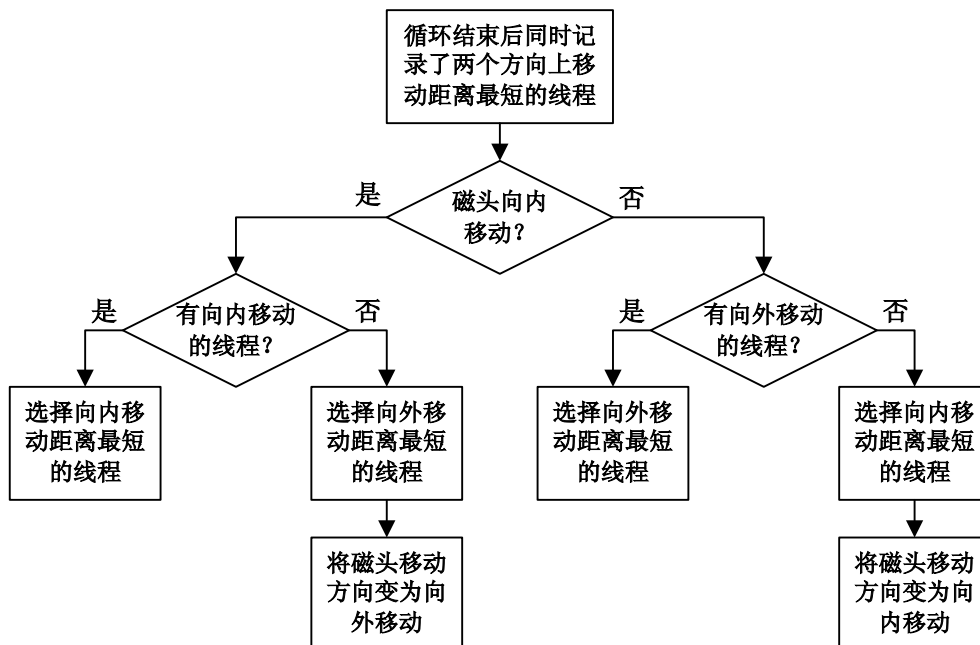 循环结束后同时记
录了两个方向上移
动距离最短的线程
是
磁头向内
移动？
否
是
有向内移动
的线程？
否
是
有向外移动
的线程？
否
选择向内移
动距离最短
的线程
选择向外移
动距离最短
的线程
选择向外移
动距离最短
的线程
选择向内移
动距离最短
的线程
将磁头移动
方向变为向
外移动
将磁头移动
方向变为向
内移动